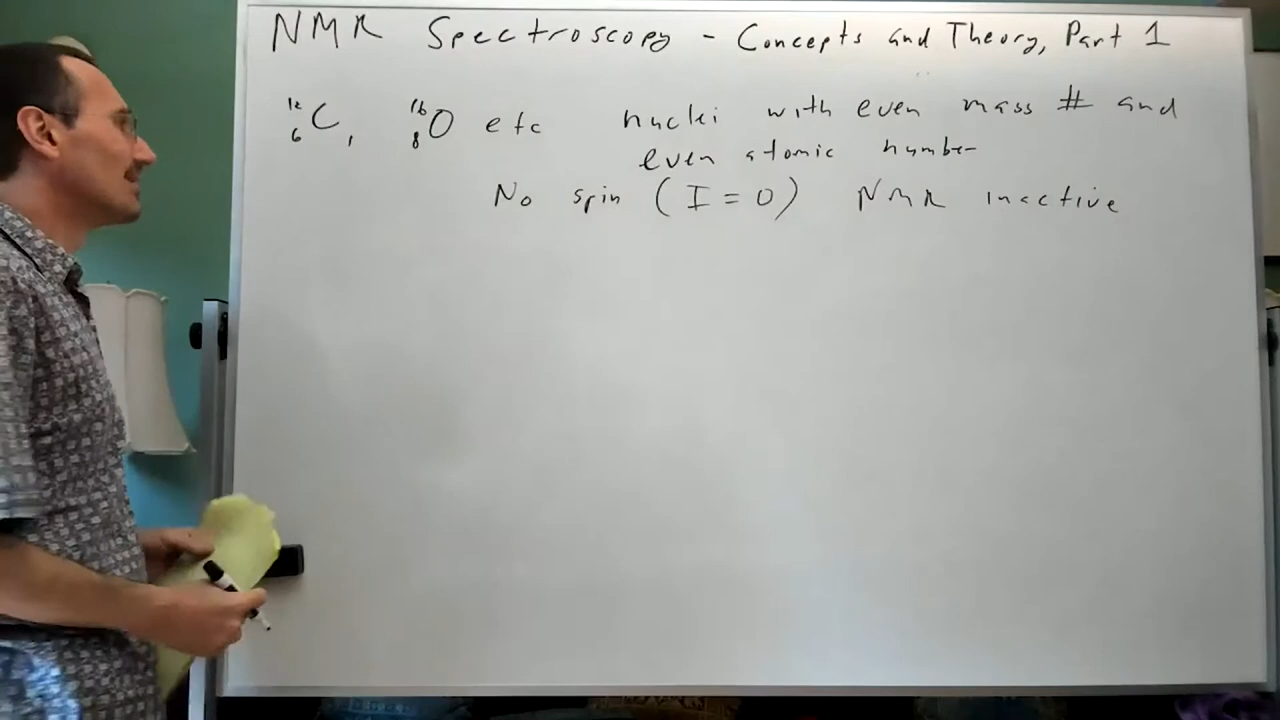 NMR Spectroscopy - Concepts and Theory, Part 1
¹²₆C, ¹⁶₈O etc nuclei with even mass # and
even atomic number
No spin (I = 0) NMR inactive